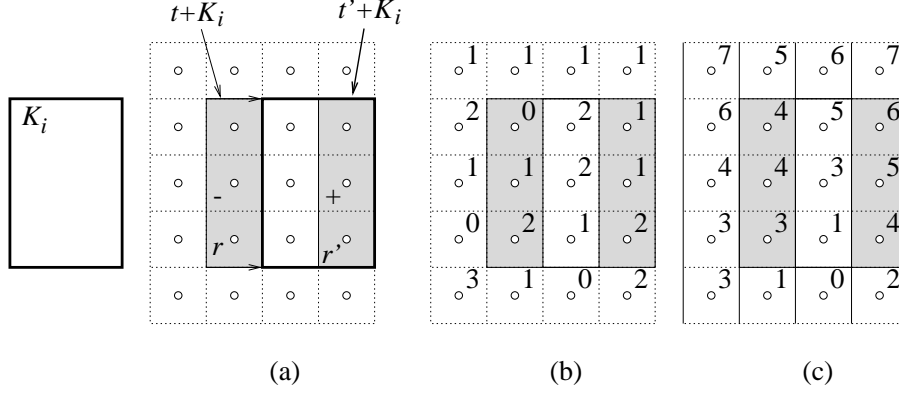 t+K_i t'+K_i
K_i
- +
r r'
1 1 1 1
2 0 2 1
1 1 2 1
0 2 1 2
3 1 0 2
7 5 6 7
6 4 5 6
4 4 3 5
3 3 1 4
3 1 0 2
(a) (b) (c)